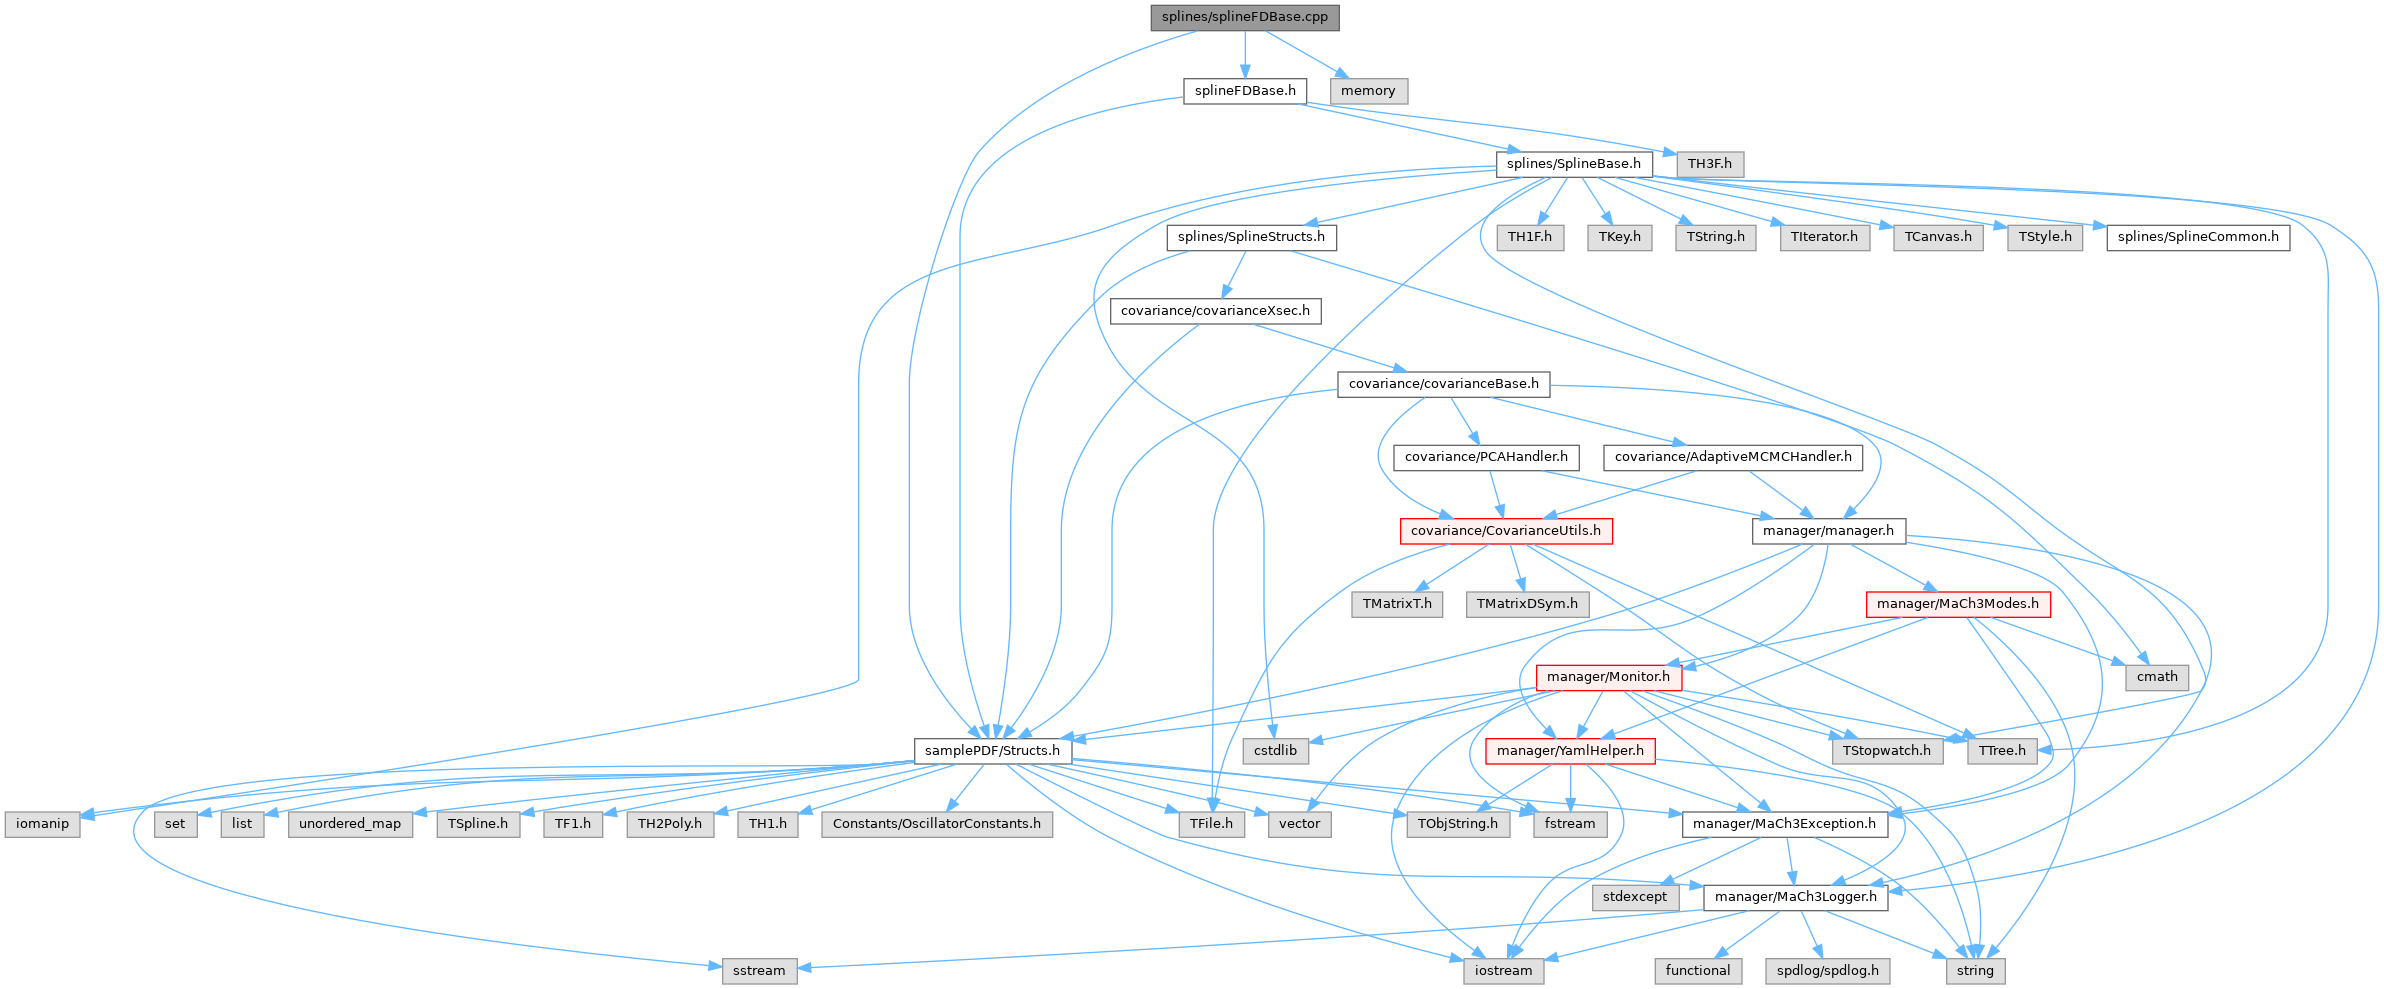 splines/splineFDBase.cpp
splineFDBase.h
memory
splines/SplineBase.h
TH3F.h
splines/SplineStructs.h
TH1F.h
TKey.h
TString.h
TIterator.h
TCanvas.h
TStyle.h
splines/SplineCommon.h
covariance/covarianceXsec.h
covariance/covarianceBase.h
covariance/PCAHandler.h
covariance/AdaptiveMCMCHandler.h
covariance/CovarianceUtils.h
manager/manager.h
TMatrixT.h
TMatrixDSym.h
manager/MaCh3Modes.h
manager/Monitor.h
cmath
samplePDF/Structs.h
cstdlib
manager/YamlHelper.h
TStopwatch.h
TTree.h
iomanip
set
list
unordered_map
TSpline.h
TF1.h
TH2Poly.h
TH1.h
Constants/OscillatorConstants.h
TFile.h
vector
TObjString.h
fstream
manager/MaCh3Exception.h
stdexcept
manager/MaCh3Logger.h
sstream
iostream
functional
spdlog/spdlog.h
string